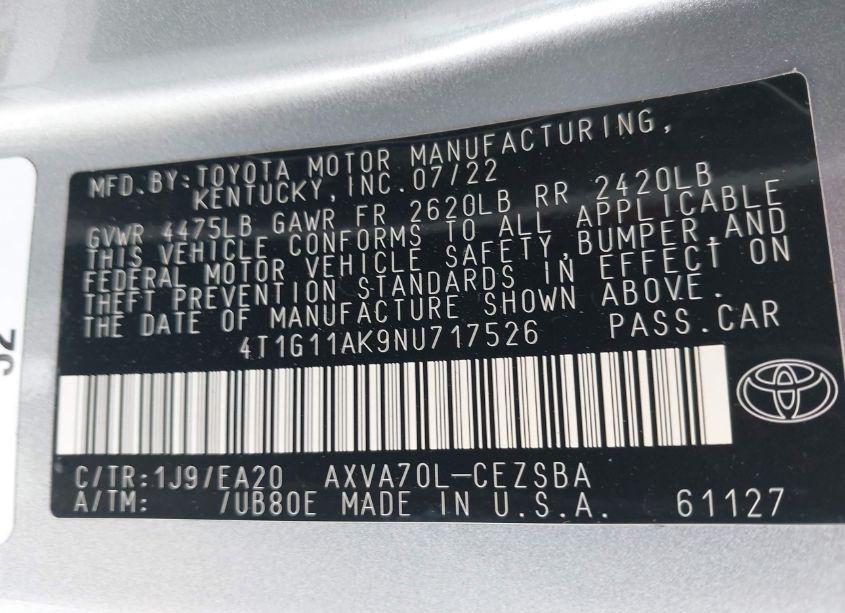 MFD.BY:TOYOTA MOTOR MANUFACTURING,
KENTUCKY,INC.07/22
GVWR 4475LB GAWR FR 2620LB RR 2420LB
THIS VEHICLE CONFORMS TO ALL APPLICABLE
FEDERAL MOTOR VEHICLE SAFETY,BUMPER,AND
THEFT PREVENTION STANDARDS IN EFFECT ON
THE DATE OF MANUFACTURE SHOWN ABOVE.
4T1G11AK9NU717526 PASS.CAR
C/TR:1J9/EA20 AXVA70L-CEZSBA
A/TM: /UB80E MADE IN U.S.A. 61127